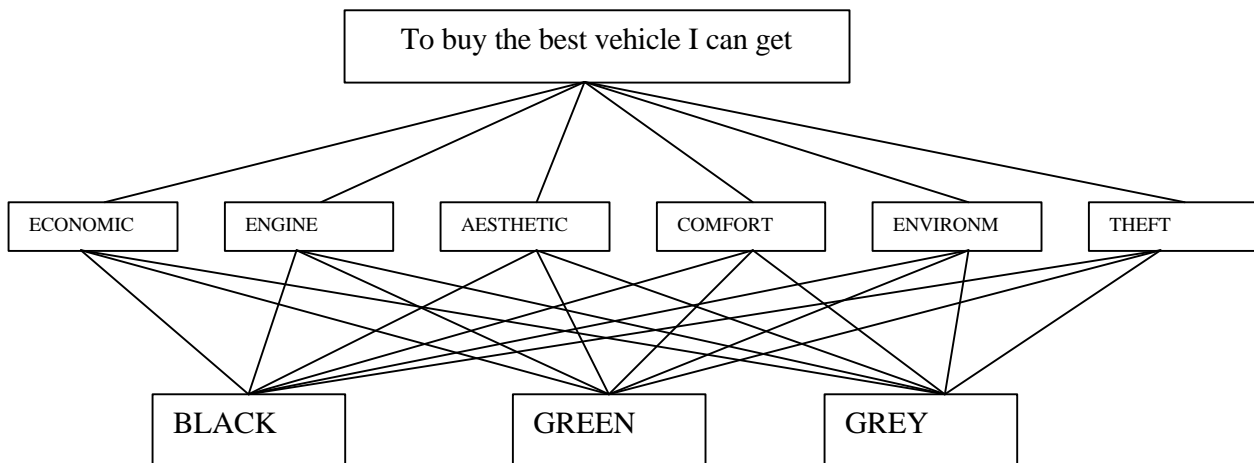 To buy the best vehicle I can get
ECONOMIC
ENGINE
AESTHETIC
COMFORT
ENVIRONM
THEFT
BLACK
GREEN
GREY